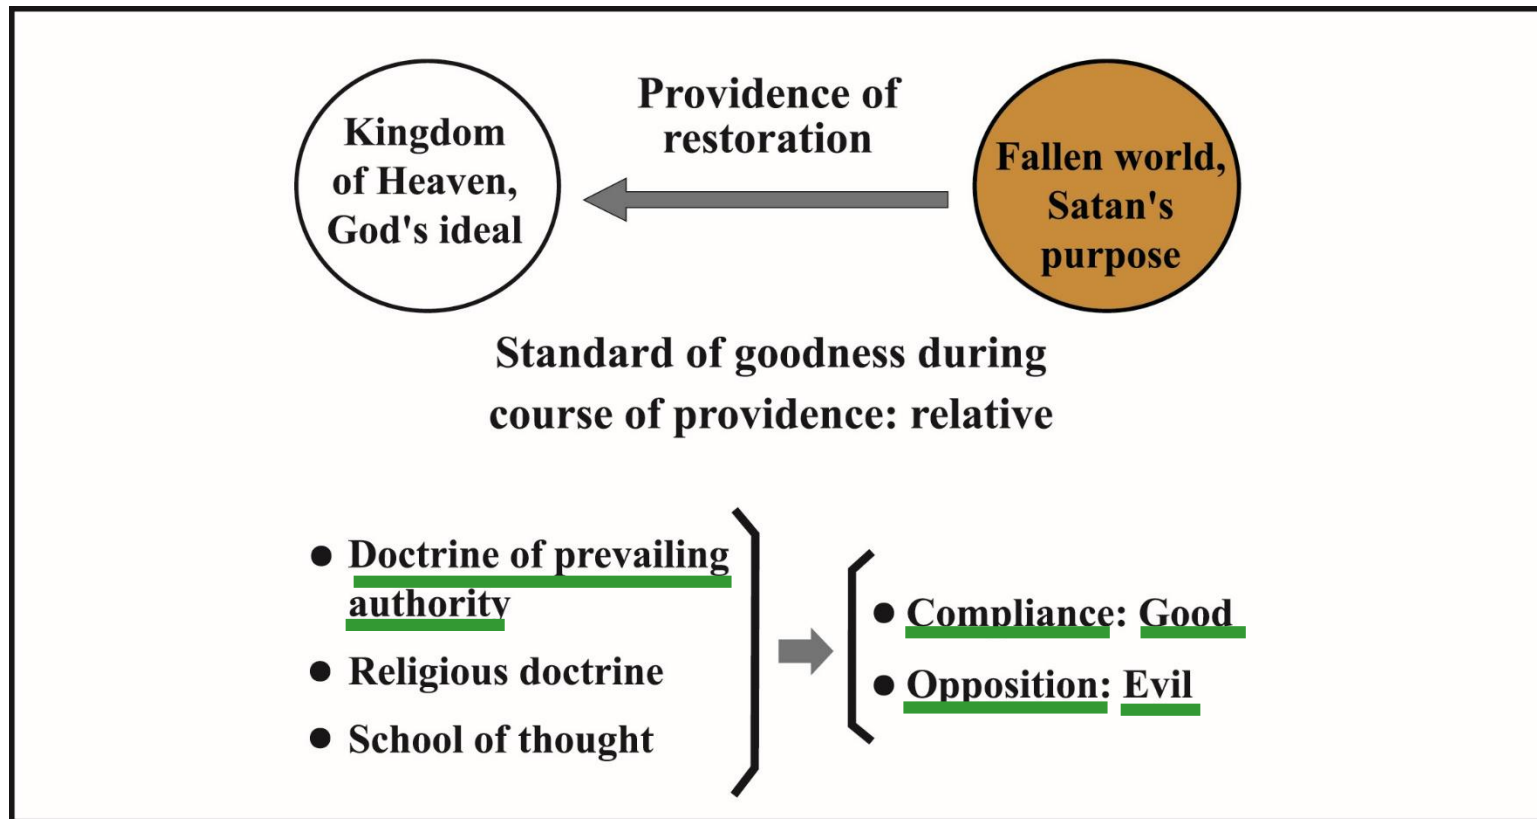 Kingdom
of Heaven,
God's ideal
Providence of
restoration
Fallen world,
Satan's
purpose
Standard of goodness during
course of providence: relative
● Doctrine of prevailing
authority
● Religious doctrine
● School of thought
● Compliance: Good
● Opposition: Evil